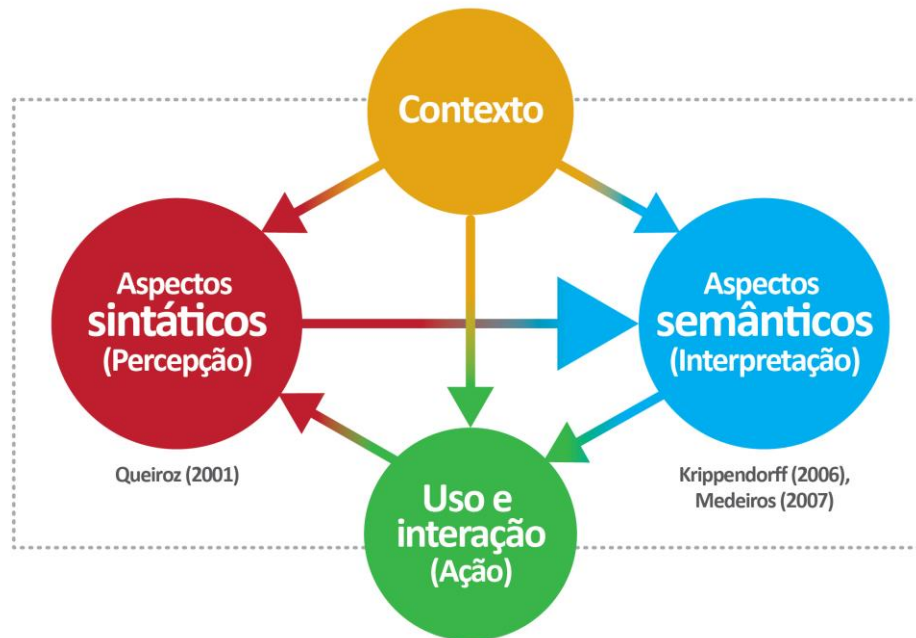 Contexto
Aspectos
sintáticos
(Percepção)
Aspectos
semânticos
(Interpretação)
Queiroz (2001)
Krippendorff (2006),
Medeiros (2007)
Uso e
interação
(Ação)